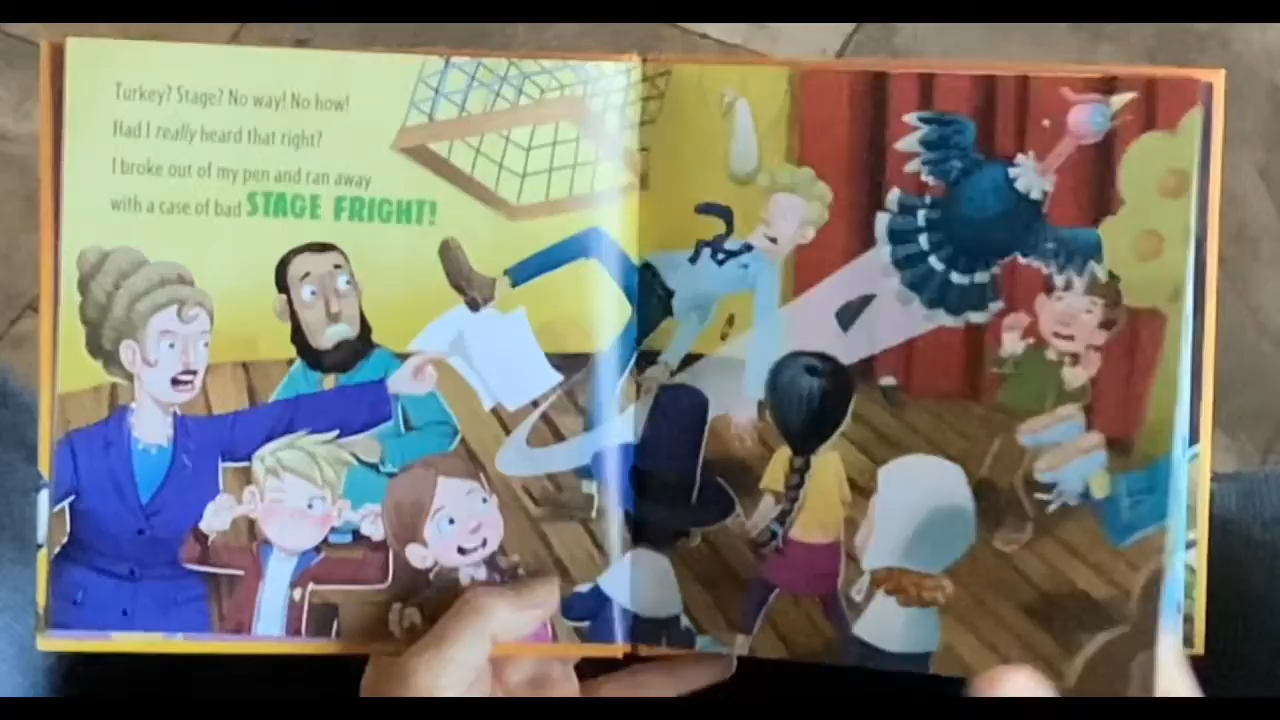 Turkey? Stage? No way! No how!
Had I really heard that right?
I broke out of my pen and ran away
with a case of bad STAGE FRIGHT!